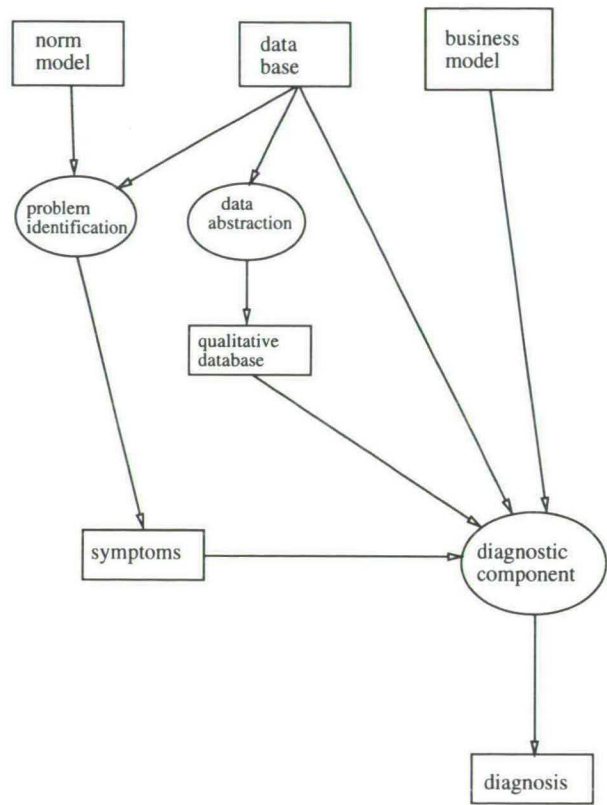 norm
model
data
base
business
model
problem
identification
data
abstraction
qualitative
database
symptoms
diagnostic
component
diagnosis